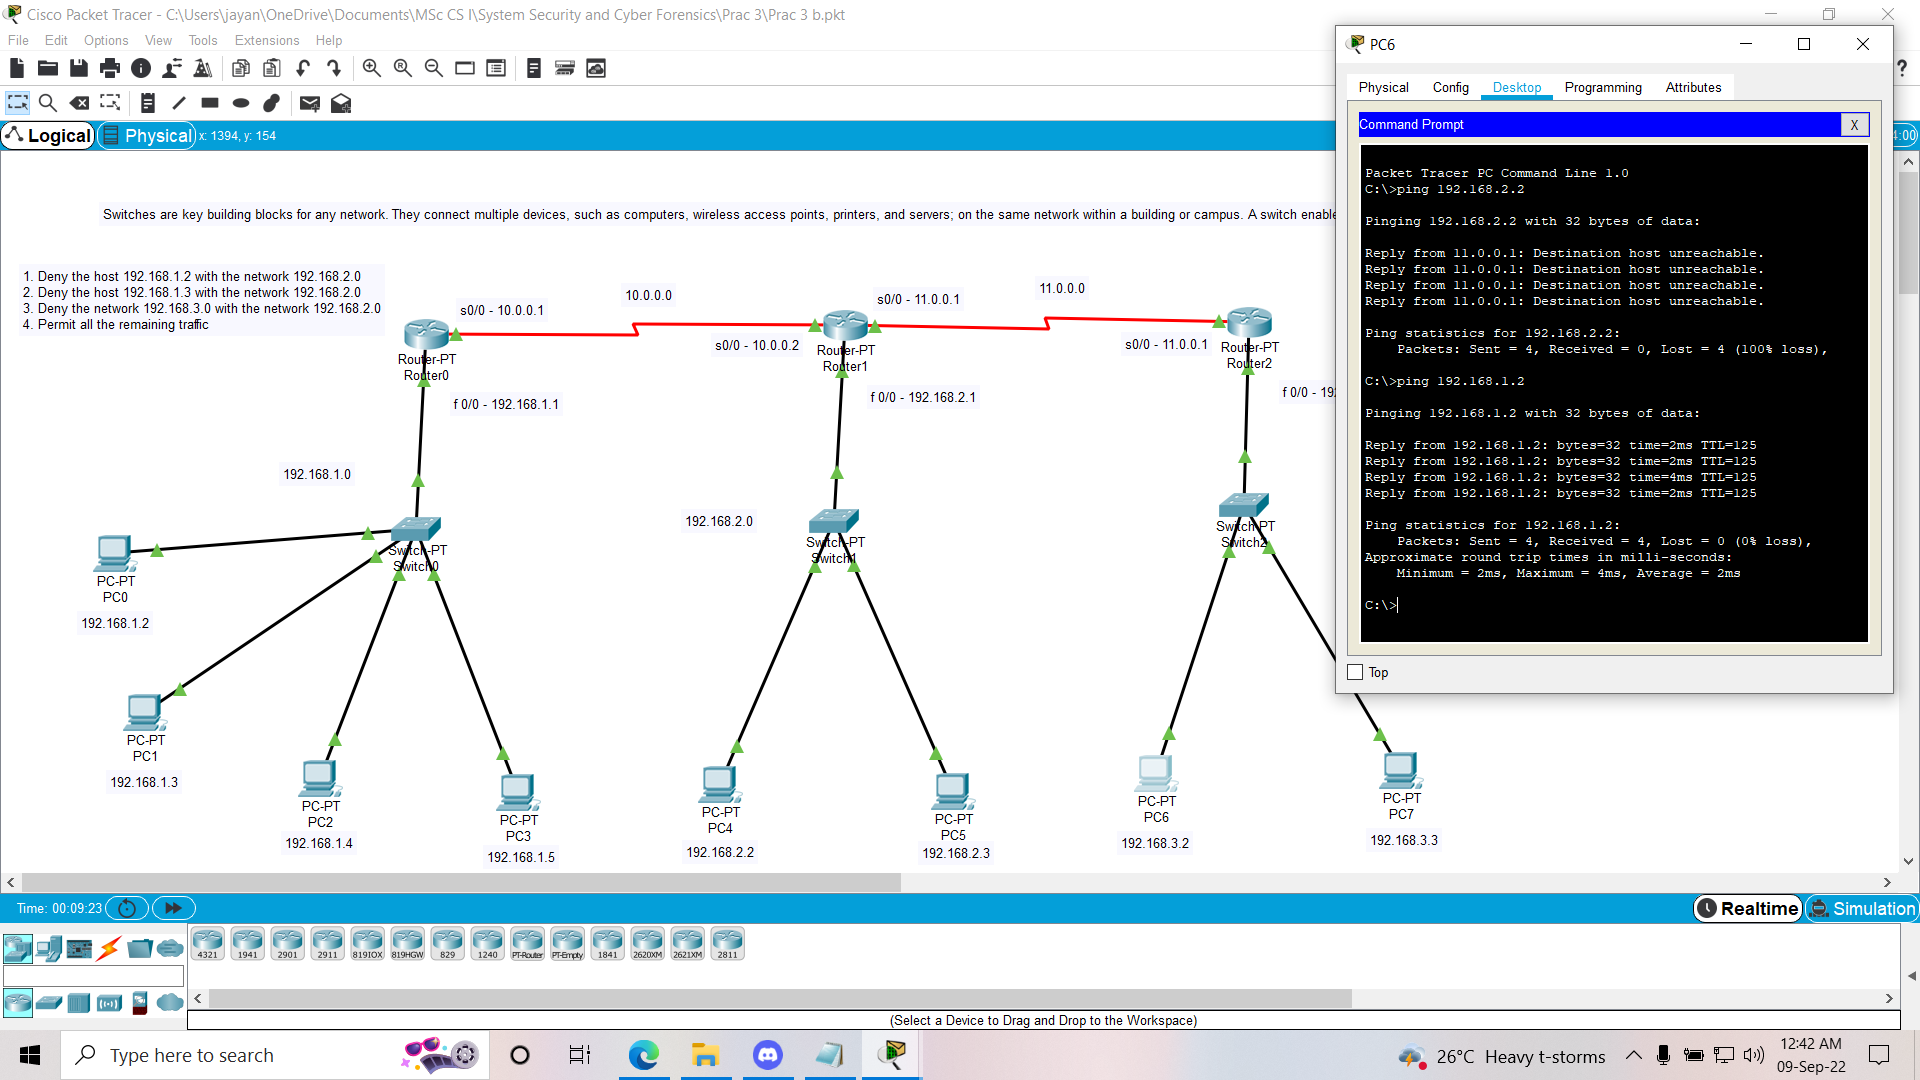 Cisco Packet Tracer - C:\Users\jayan\OneDrive\Documents\MSc CS I\System Security and Cyber Forensics\Prac 3\Prac 3 b.pkt
File Edit Options View Tools Extensions Help
?
Logical Physical x: 1394, y: 154
4:00
Switches are key building blocks for any network. They connect multiple devices, such as computers, wireless access points, printers, and servers; on the same network within a building or campus. A switch enable
1. Deny the host 192.168.1.2 with the network 192.168.2.0
2. Deny the host 192.168.1.3 with the network 192.168.2.0
3. Deny the network 192.168.3.0 with the network 192.168.2.0
4. Permit all the remaining traffic
s0/0 - 10.0.0.1
10.0.0.0
s0/0 - 11.0.0.1
11.0.0.0
s0/0 - 10.0.0.2
s0/0 - 11.0.0.1
Router-PT
Router0
Router-PT
Router1
Router-PT
Router2
f 0/0 - 192.168.1.1
f 0/0 - 192.168.2.1
f 0/0 - 19
192.168.1.0
192.168.2.0
Switch-PT
Switch0
Switch-PT
Switch1
Switch-PT
Switch2
PC-PT
PC0
192.168.1.2
PC-PT
PC1
192.168.1.3
PC-PT
PC2
192.168.1.4
PC-PT
PC3
192.168.1.5
PC-PT
PC4
192.168.2.2
PC-PT
PC5
192.168.2.3
PC-PT
PC6
192.168.3.2
PC-PT
PC7
192.168.3.3
PC6
Physical Config Desktop Programming Attributes
Command Prompt
X
Packet Tracer PC Command Line 1.0
C:\>ping 192.168.2.2
Pinging 192.168.2.2 with 32 bytes of data:
Reply from 11.0.0.1: Destination host unreachable.
Reply from 11.0.0.1: Destination host unreachable.
Reply from 11.0.0.1: Destination host unreachable.
Reply from 11.0.0.1: Destination host unreachable.
Ping statistics for 192.168.2.2:
Packets: Sent = 4, Received = 0, Lost = 4 (100% loss),
C:\>ping 192.168.1.2
Pinging 192.168.1.2 with 32 bytes of data:
Reply from 192.168.1.2: bytes=32 time=2ms TTL=125
Reply from 192.168.1.2: bytes=32 time=2ms TTL=125
Reply from 192.168.1.2: bytes=32 time=4ms TTL=125
Reply from 192.168.1.2: bytes=32 time=2ms TTL=125
Ping statistics for 192.168.1.2:
Packets: Sent = 4, Received = 4, Lost = 0 (0% loss),
Approximate round trip times in milli-seconds:
Minimum = 2ms, Maximum = 4ms, Average = 2ms
C:\>
Top
Time: 00:09:23
Realtime Simulation
4321 1941 2901 2911 819IOX 819HGW 829 1240 PT-Router PT-Empty 1841 2620XM 2621XM 2811
(Select a Device to Drag and Drop to the Workspace)
Type here to search
26°C Heavy t-storms
12:42 AM
09-Sep-22